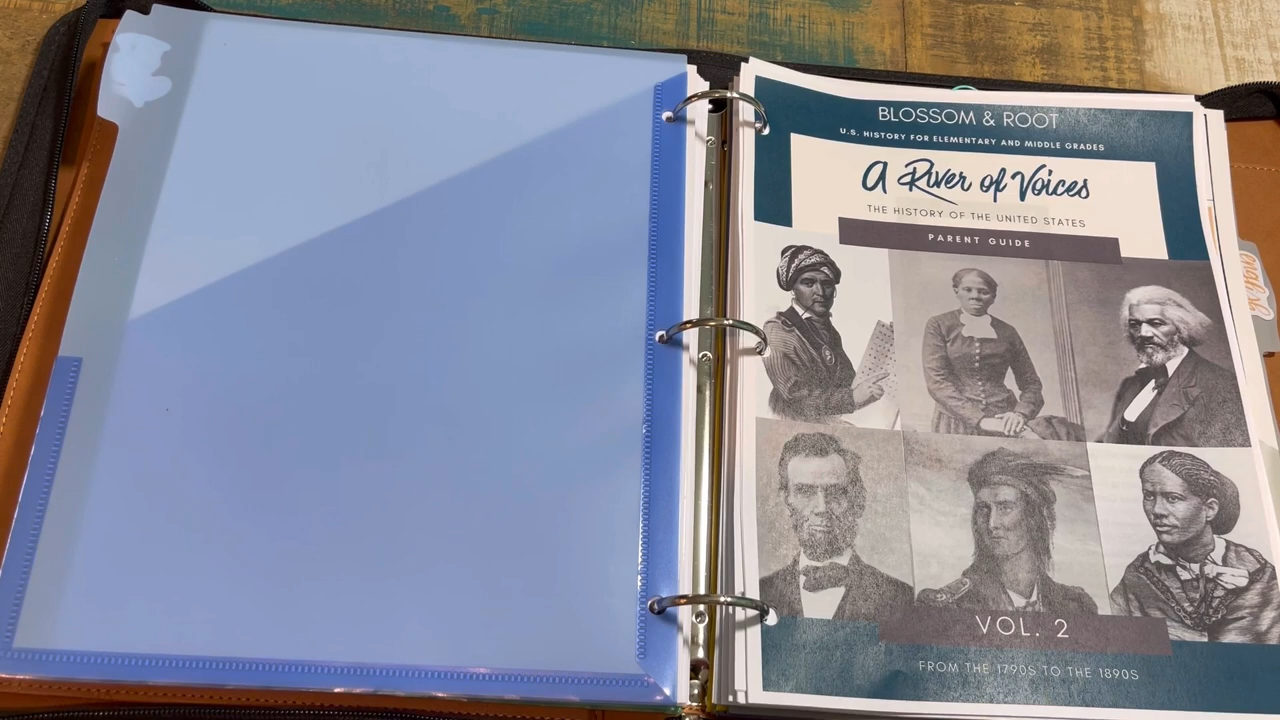 BLOSSOM & ROOT
U.S. HISTORY FOR ELEMENTARY AND MIDDLE GRADES
A River of Voices
THE HISTORY OF THE UNITED STATES
PARENT GUIDE
VOL. 2
FROM THE 1790S TO THE 1890S